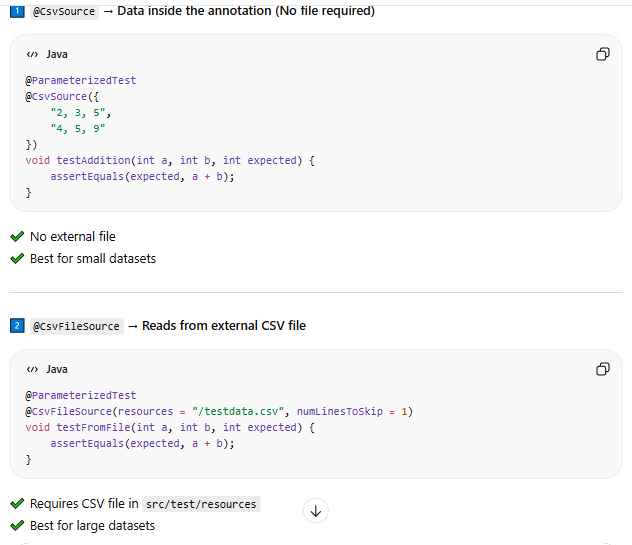 1 @CsvSource → Data inside the annotation (No file required)
</> Java
@ParameterizedTest
@CsvSource({
    "2, 3, 5",
    "4, 5, 9"
})
void testAddition(int a, int b, int expected) {
    assertEquals(expected, a + b);
}
✔ No external file
✔ Best for small datasets
2 @CsvFileSource → Reads from external CSV file
</> Java
@ParameterizedTest
@CsvFileSource(resources = "/testdata.csv", numLinesToSkip = 1)
void testFromFile(int a, int b, int expected) {
    assertEquals(expected, a + b);
}
✔ Requires CSV file in src/test/resources
✔ Best for large datasets